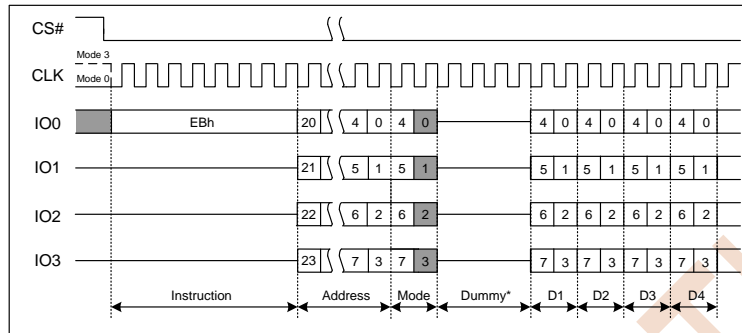 CS#
Mode 3
CLK
Mode 0
IO0 EBh 20 4 0 4 0 4 0 4 0 4 0 4 0
IO1 21 5 1 5 1 5 1 5 1 5 1 5 1
IO2 22 6 2 6 2 6 2 6 2 6 2 6 2
IO3 23 7 3 7 3 7 3 7 3 7 3 7 3
Instruction Address Mode Dummy* D1 D2 D3 D4